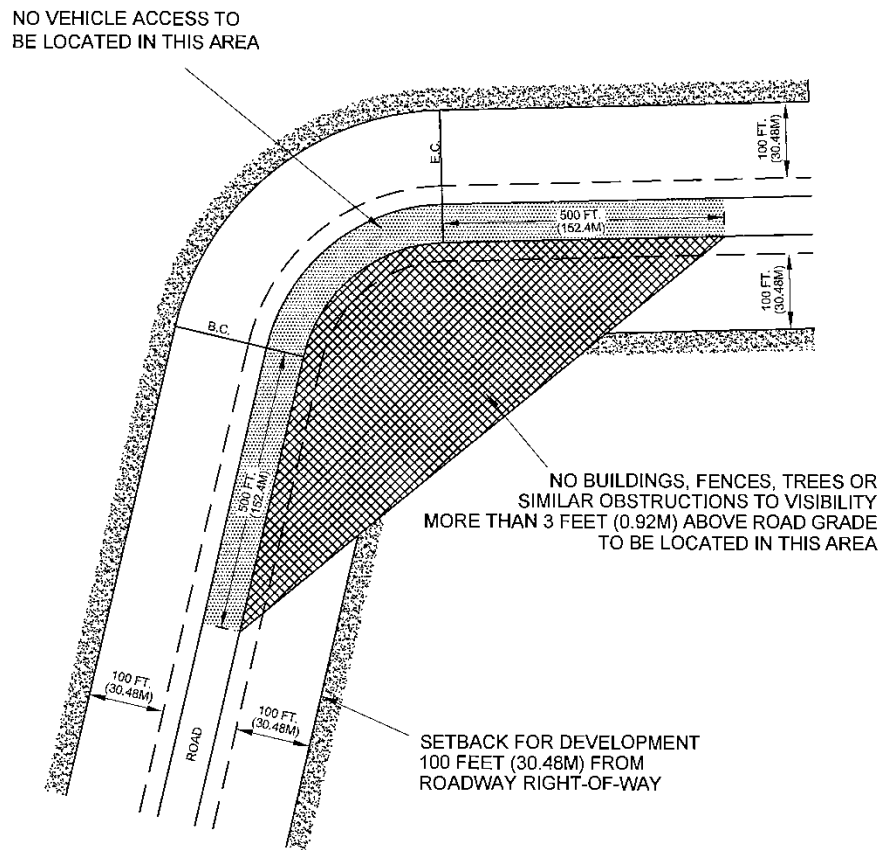 NO VEHICLE ACCESS TO
BE LOCATED IN THIS AREA
E.C.
100 FT.
(30.48M)
500 FT.
(152.4M)
100 FT.
(30.48M)
B.C.
500 FT.
(152.4M)
NO BUILDINGS, FENCES, TREES OR
SIMILAR OBSTRUCTIONS TO VISIBILITY
MORE THAN 3 FEET (0.92M) ABOVE ROAD GRADE
TO BE LOCATED IN THIS AREA
100 FT.
(30.48M)
100 FT.
(30.48M)
ROAD
SETBACK FOR DEVELOPMENT
100 FEET (30.48M) FROM
ROADWAY RIGHT-OF-WAY